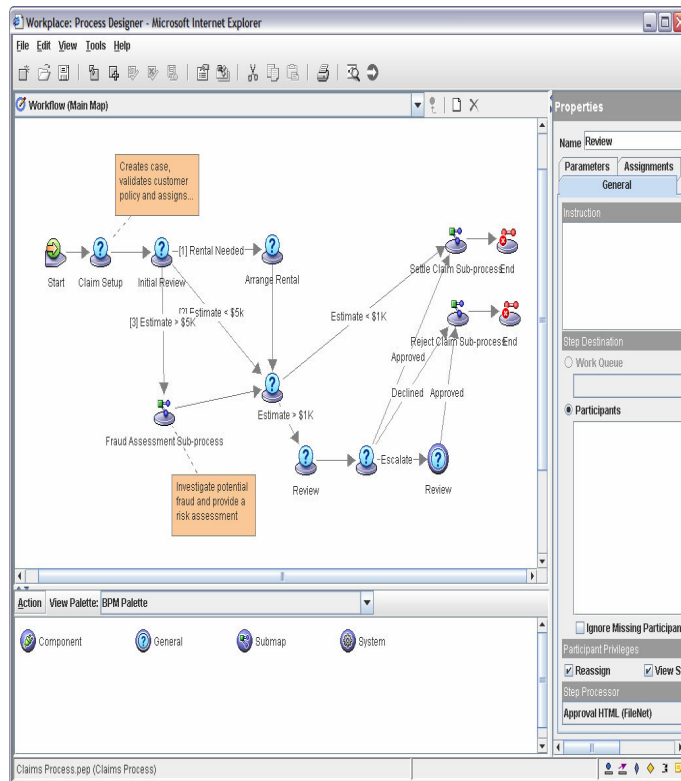 Workplace: Process Designer - Microsoft Internet Explorer
File Edit View Tools Help
Workflow (Main Map)
Creates case,
validates customer
policy and assigns...
Start
Claim Setup
Initial Review
[1] Rental Needed
Arrange Rental
[2] Estimate < $5k
[3] Estimate > $5K
Fraud Assessment Sub-process
Investigate potential
fraud and provide a
risk assessment
Estimate < $1K
Estimate > $1K
Review
Approved
Declined
Escalate
Approved
Review
Settle Claim Sub-process
End
Reject Claim Sub-process
End
Properties
Name Review
Parameters Assignments
General
Instruction
Step Destination
Work Queue
Participants
Ignore Missing Participan
Participant Privileges
Reassign View S
Step Processor
Approval HTML (FileNet)
Action View Palette: BPM Palette
Component General Submap System
Claims Process.pep (Claims Process)